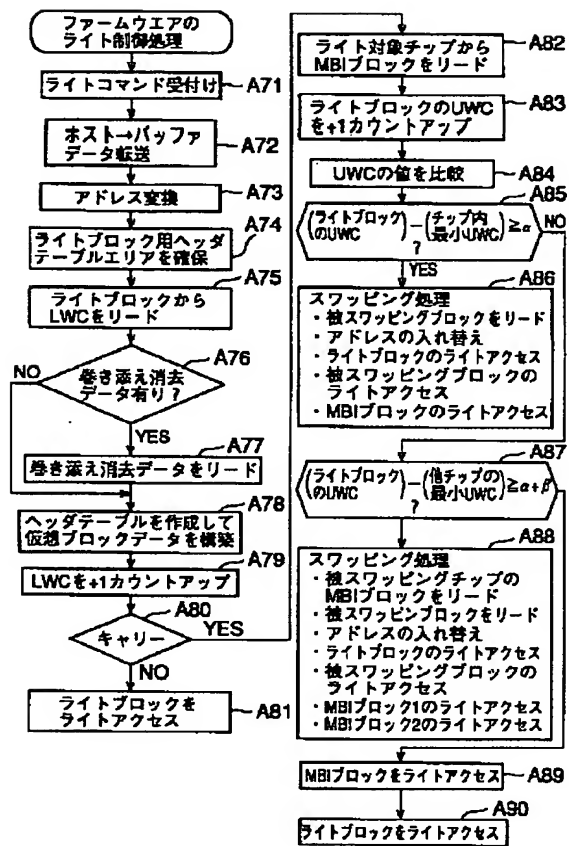 ファームウエアの
ライト制御処理
ライトコマンド受付け
A71
ホスト→バッファ
データ転送
A72
アドレス変換
A73
A74
ライトブロック用ヘッダ
テーブルエリアを確保
A75
ライトブロックから
LWCをリード
A76
NO
巻き添え消去
データ有り?
YES
A77
巻き添え消去データをリード
A78
ヘッダテーブルを作成して
仮想ブロックデータを構築
A79
LWCを+1カウントアップ
A80
キャリー
YES
NO
ライトブロックを
ライトアクセス
A81
A82
ライト対象チップから
MBIブロックをリード
A83
ライトブロックのUWC
を+1カウントアップ
A84
UWCの値を比較
A85
(ライトブロックのUWC)-(チップ内最小UWC)≧α
?
NO
YES
A86
スワッピング処理
・被スワッピングブロックをリード
・アドレスの入れ替え
・ライトブロックのライトアクセス
・被スワッピングブロックの
ライトアクセス
・MBIブロックのライトアクセス
A87
(ライトブロックのUWC)-(他チップの最小UWC)≧α+β
?
A88
スワッピング処理
・被スワッピングチップの
MBIブロックをリード
・被スワッピングブロックをリード
・アドレスの入れ替え
・ライトブロックのライトアクセス
・被スワッピングブロックの
ライトアクセス
・MBIブロック1のライトアクセス
・MBIブロック2のライトアクセス
MBIブロックをライトアクセス
A89
A90
ライトブロックをライトアクセス